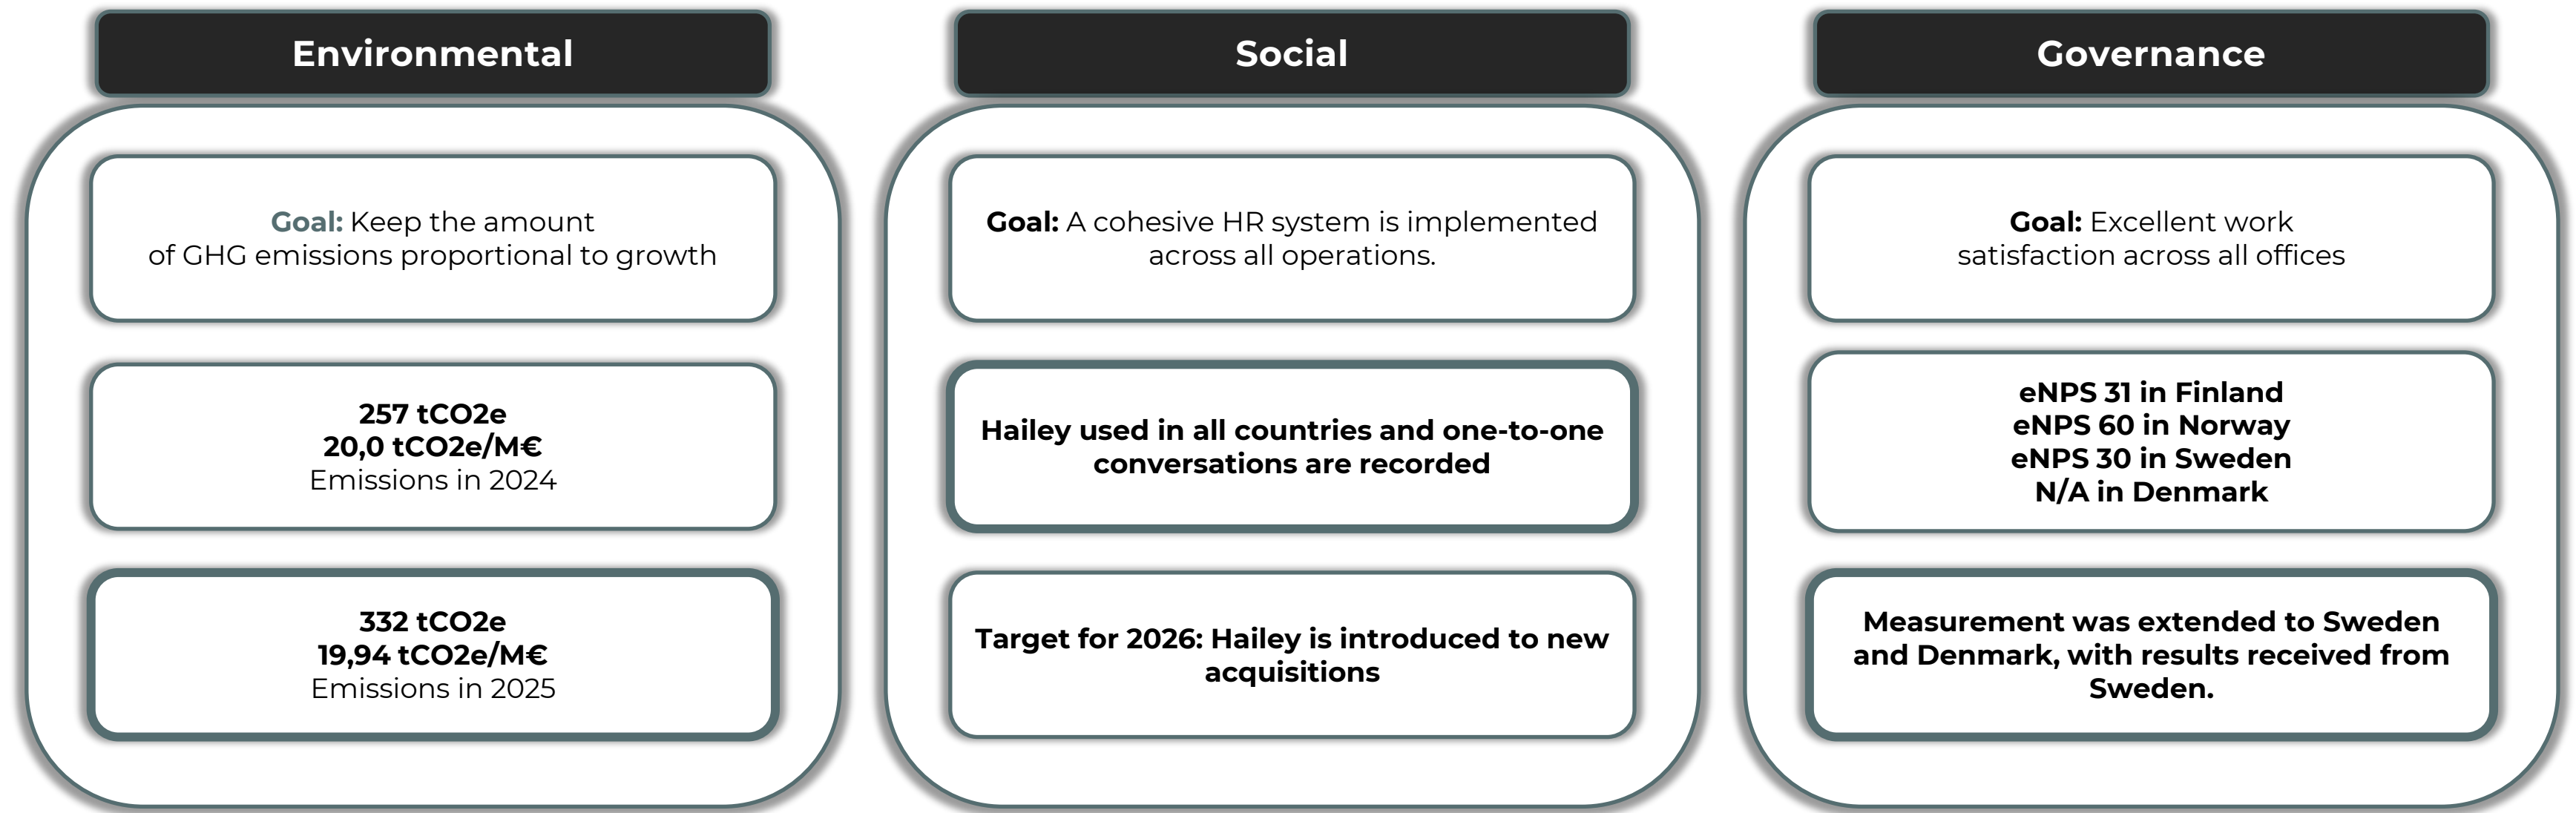 Environmental
Goal: Keep the amount
of GHG emissions proportional to growth
257 tCO2e
20,0 tCO2e/M€
Emissions in 2024
332 tCO2e
19,94 tCO2e/M€
Emissions in 2025
Social
Goal: A cohesive HR system is implemented
across all operations.
Hailey used in all countries and one-to-one
conversations are recorded
Target for 2026: Hailey is introduced to new
acquisitions
Governance
Goal: Excellent work
satisfaction across all offices
eNPS 31 in Finland
eNPS 60 in Norway
eNPS 30 in Sweden
N/A in Denmark
Measurement was extended to Sweden
and Denmark, with results received from
Sweden.